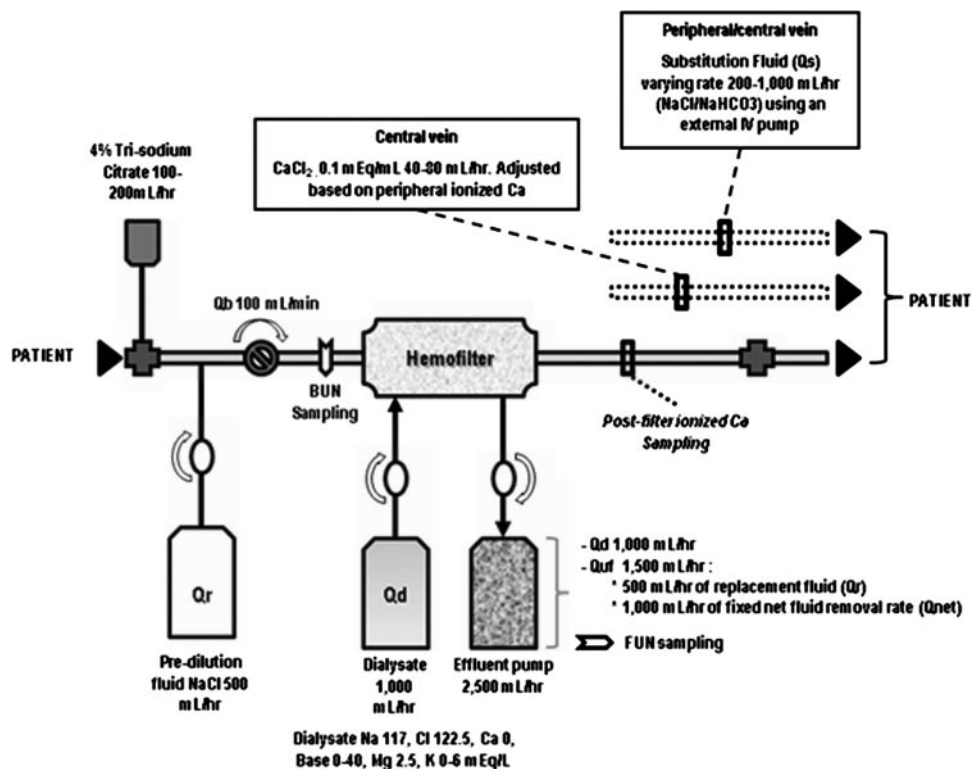 Peripheral/central vein
Substitution Fluid (Qs)
varying rate 200-1,000 mL/hr
(NaCl/NaHCO3) using an
external IV pump
Central vein
CaCl2 0.1 mEq/mL 40-80 mL/hr. Adjusted
based on peripheral ionized Ca
4% Tri-sodium
Citrate 100-
200mL/hr
Qb 100 mL/min
PATIENT
Hemofilter
PATIENT
BUN
Sampling
Post-filter ionized Ca
Sampling
Qr
Qd
- Qd 1,000 mL/hr
- Quf 1,500 mL/hr :
* 500 mL/hr of replacement fluid (Qr)
* 1,000 mL/hr of fixed net fluid removal rate (Qnet)
FUN sampling
Pre-dilution
fluid NaCl 500
mL/hr
Dialysate
1,000
mL/hr
Effluent pump
2,500 mL/hr
Dialysate Na 117, Cl 122.5, Ca 0,
Base 0-40, Mg 2.5, K 0-6 mEq/L